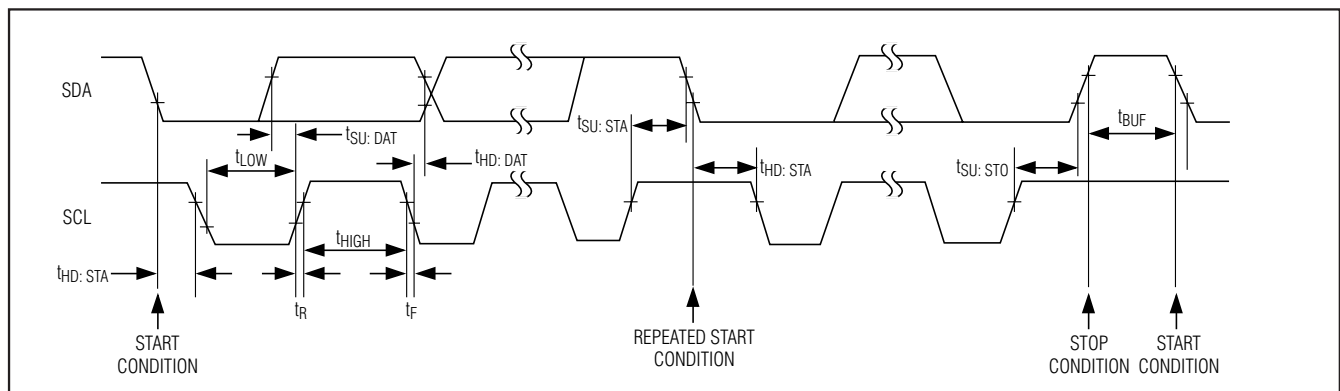 SDA
tSU: DAT
tSU: STA
tBUF
tLOW
tHD: DAT
tHD: STA
tSU: STO
SCL
tHIGH
tHD: STA
tR
tF
START
CONDITION
REPEATED START
CONDITION
STOP
CONDITION
START
CONDITION